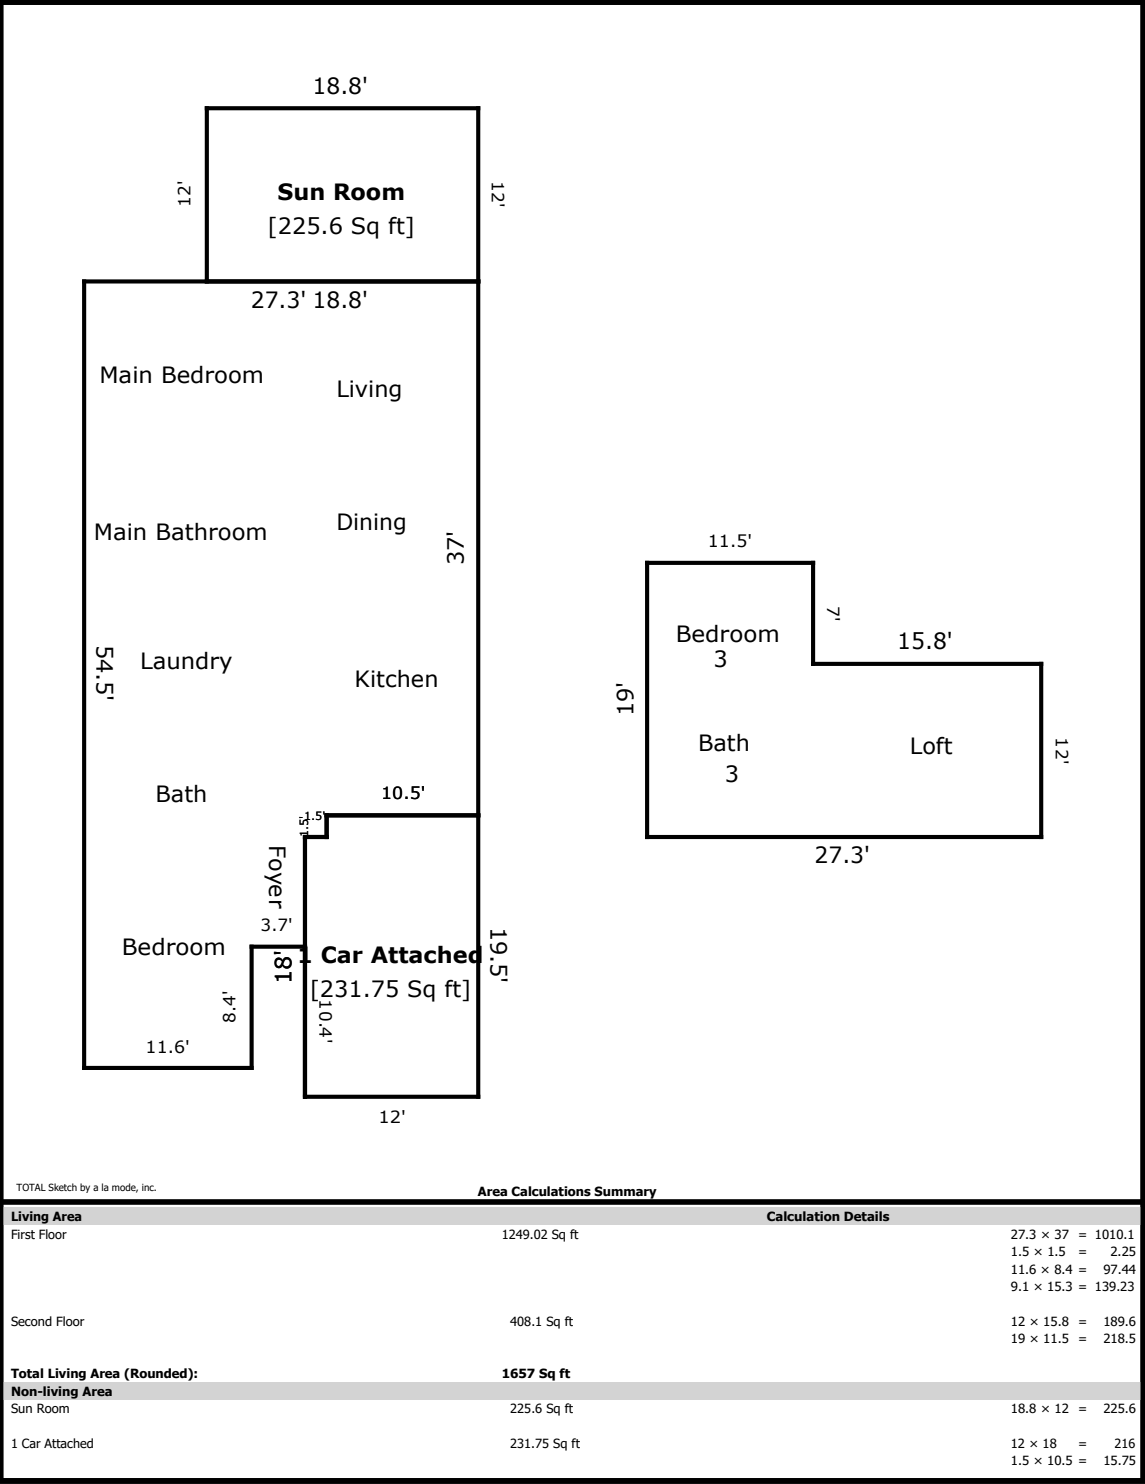 18.8'
12'
12'
Sun Room
[225.6 Sq ft]
27.3' 18.8'
Main Bedroom
Living
Main Bathroom
Dining
37'
54.5'
Laundry
Kitchen
Bath
10.5'
1.5'
1.5'
Foyer
3.7'
Bedroom
18'
1 Car Attached
19.5'
[231.75 Sq ft]
8.4'
10.4'
11.6'
12'
11.5'
7'
Bedroom
3
15.8'
19'
Bath
3
Loft
12'
27.3'
TOTAL Sketch by a la mode, inc.
Area Calculations Summary
Living Area Calculation Details
First Floor 1249.02 Sq ft 27.3 × 37 = 1010.1
1.5 × 1.5 = 2.25
11.6 × 8.4 = 97.44
9.1 × 15.3 = 139.23
Second Floor 408.1 Sq ft 12 × 15.8 = 189.6
19 × 11.5 = 218.5
Total Living Area (Rounded): 1657 Sq ft
Non-living Area
Sun Room 225.6 Sq ft 18.8 × 12 = 225.6
1 Car Attached 231.75 Sq ft 12 × 18 = 216
1.5 × 10.5 = 15.75